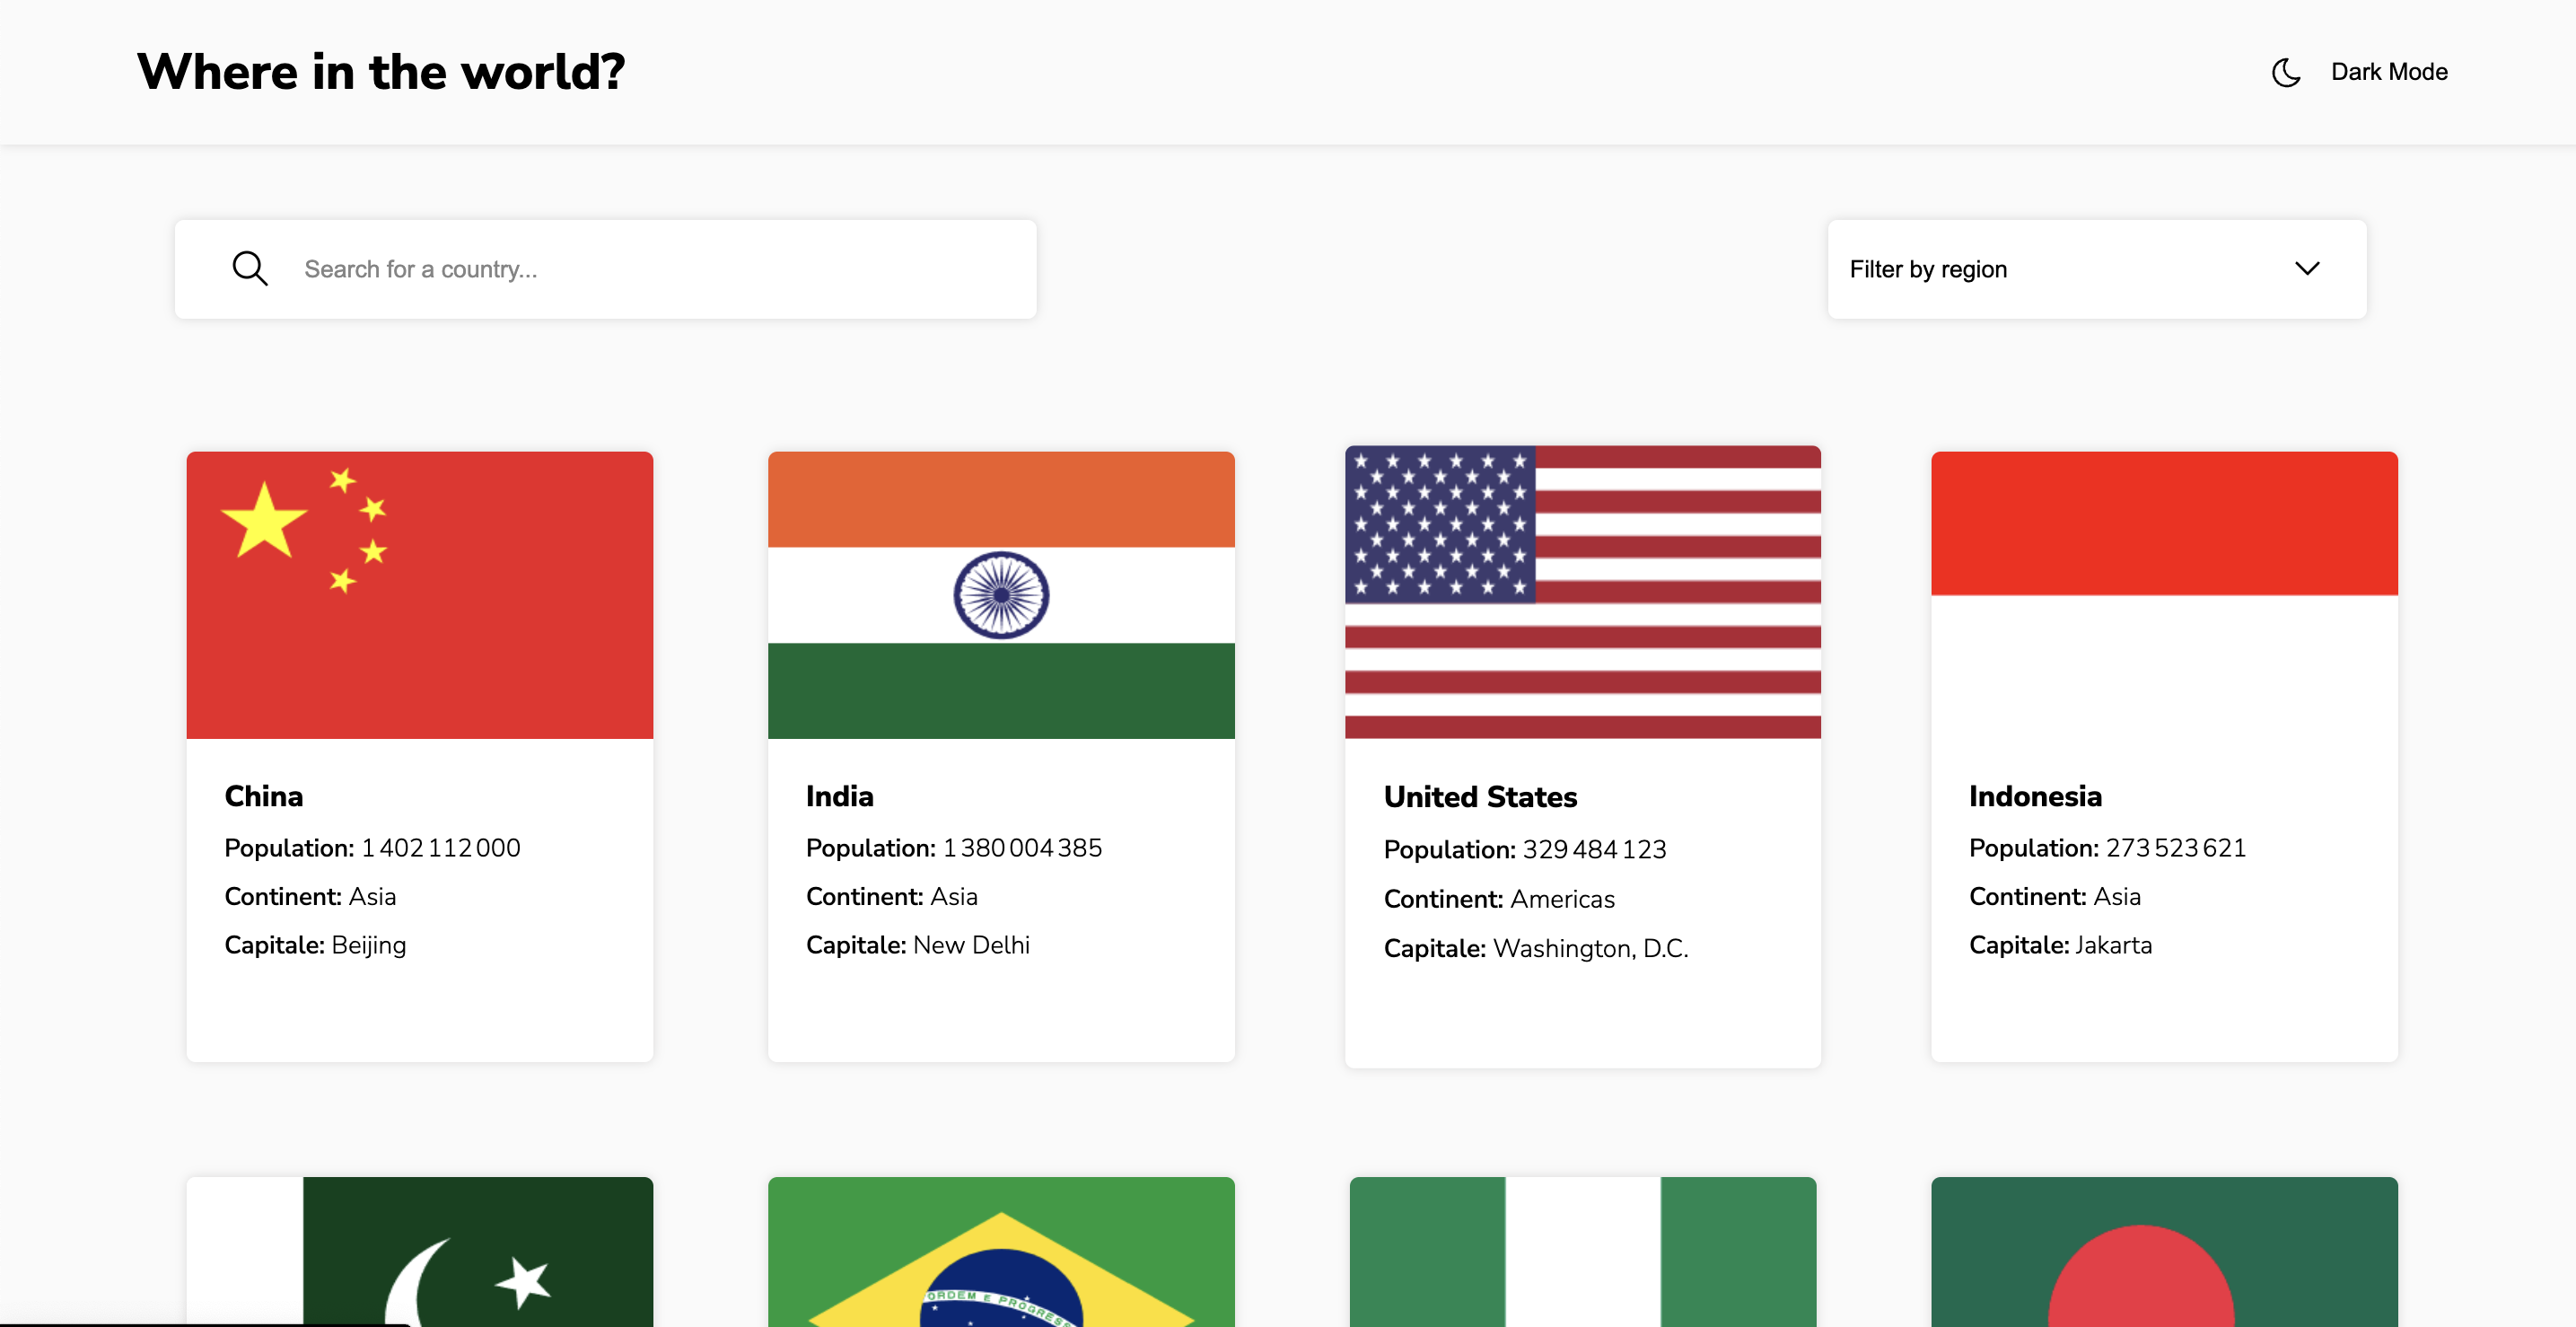 Where in the world?
Dark Mode
Search for a country...
Filter by region
China
Population: 1 402 112 000
Continent: Asia
Capitale: Beijing
India
Population: 1 380 004 385
Continent: Asia
Capitale: New Delhi
United States
Population: 329 484 123
Continent: Americas
Capitale: Washington, D.C.
Indonesia
Population: 273 523 621
Continent: Asia
Capitale: Jakarta
ORDEM E PROGRESS